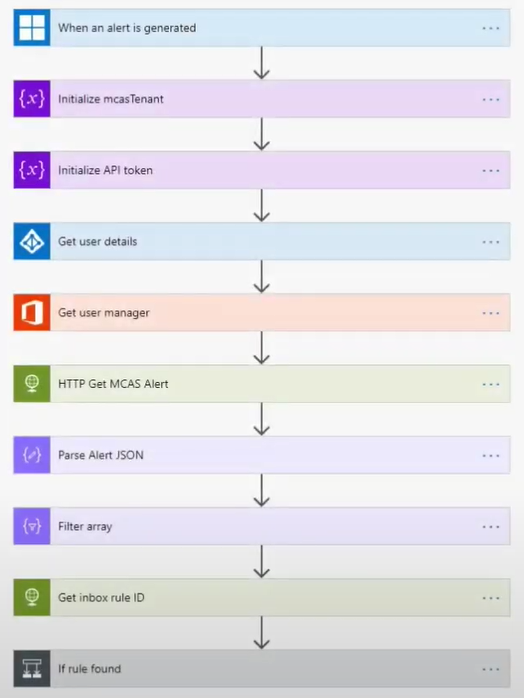 When an alert is generated
{x} Initialize mcasTenant
{x} Initialize API token
Get user details
Get user manager
HTTP Get MCAS Alert
Parse Alert JSON
Filter array
Get inbox rule ID
If rule found